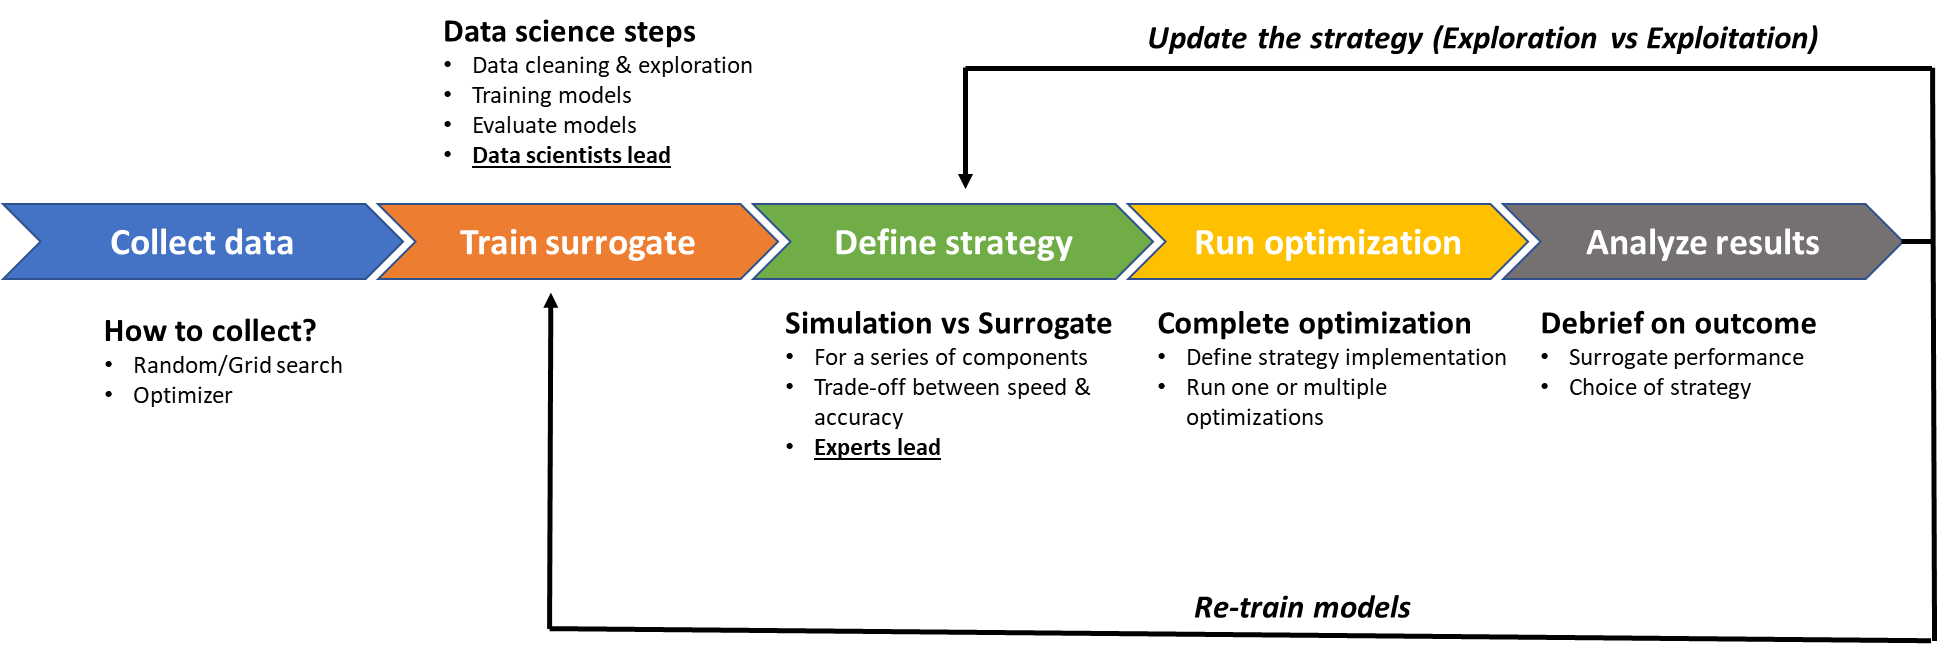 Data science steps
• Data cleaning & exploration
• Training models
• Evaluate models
• Data scientists lead
Update the strategy (Exploration vs Exploitation)
Collect data
Train surrogate
Define strategy
Run optimization
Analyze results
How to collect?
• Random/Grid search
• Optimizer
Simulation vs Surrogate
• For a series of components
• Trade-off between speed &
accuracy
• Experts lead
Complete optimization
• Define strategy implementation
• Run one or multiple
optimizations
Debrief on outcome
• Surrogate performance
• Choice of strategy
Re-train models